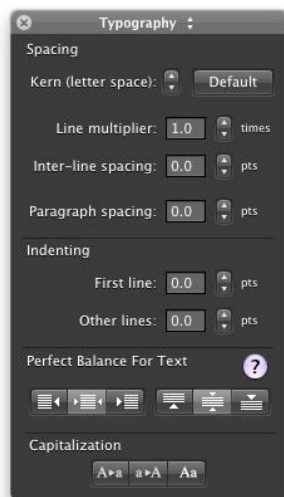 Typography
Spacing
Kern (letter space): Default
Line multiplier: 1.0 times
Inter-line spacing: 0.0 pts
Paragraph spacing: 0.0 pts
Indenting
First line: 0.0 pts
Other lines: 0.0 pts
Perfect Balance For Text ?
Capitalization
A▸a a▸A Aa